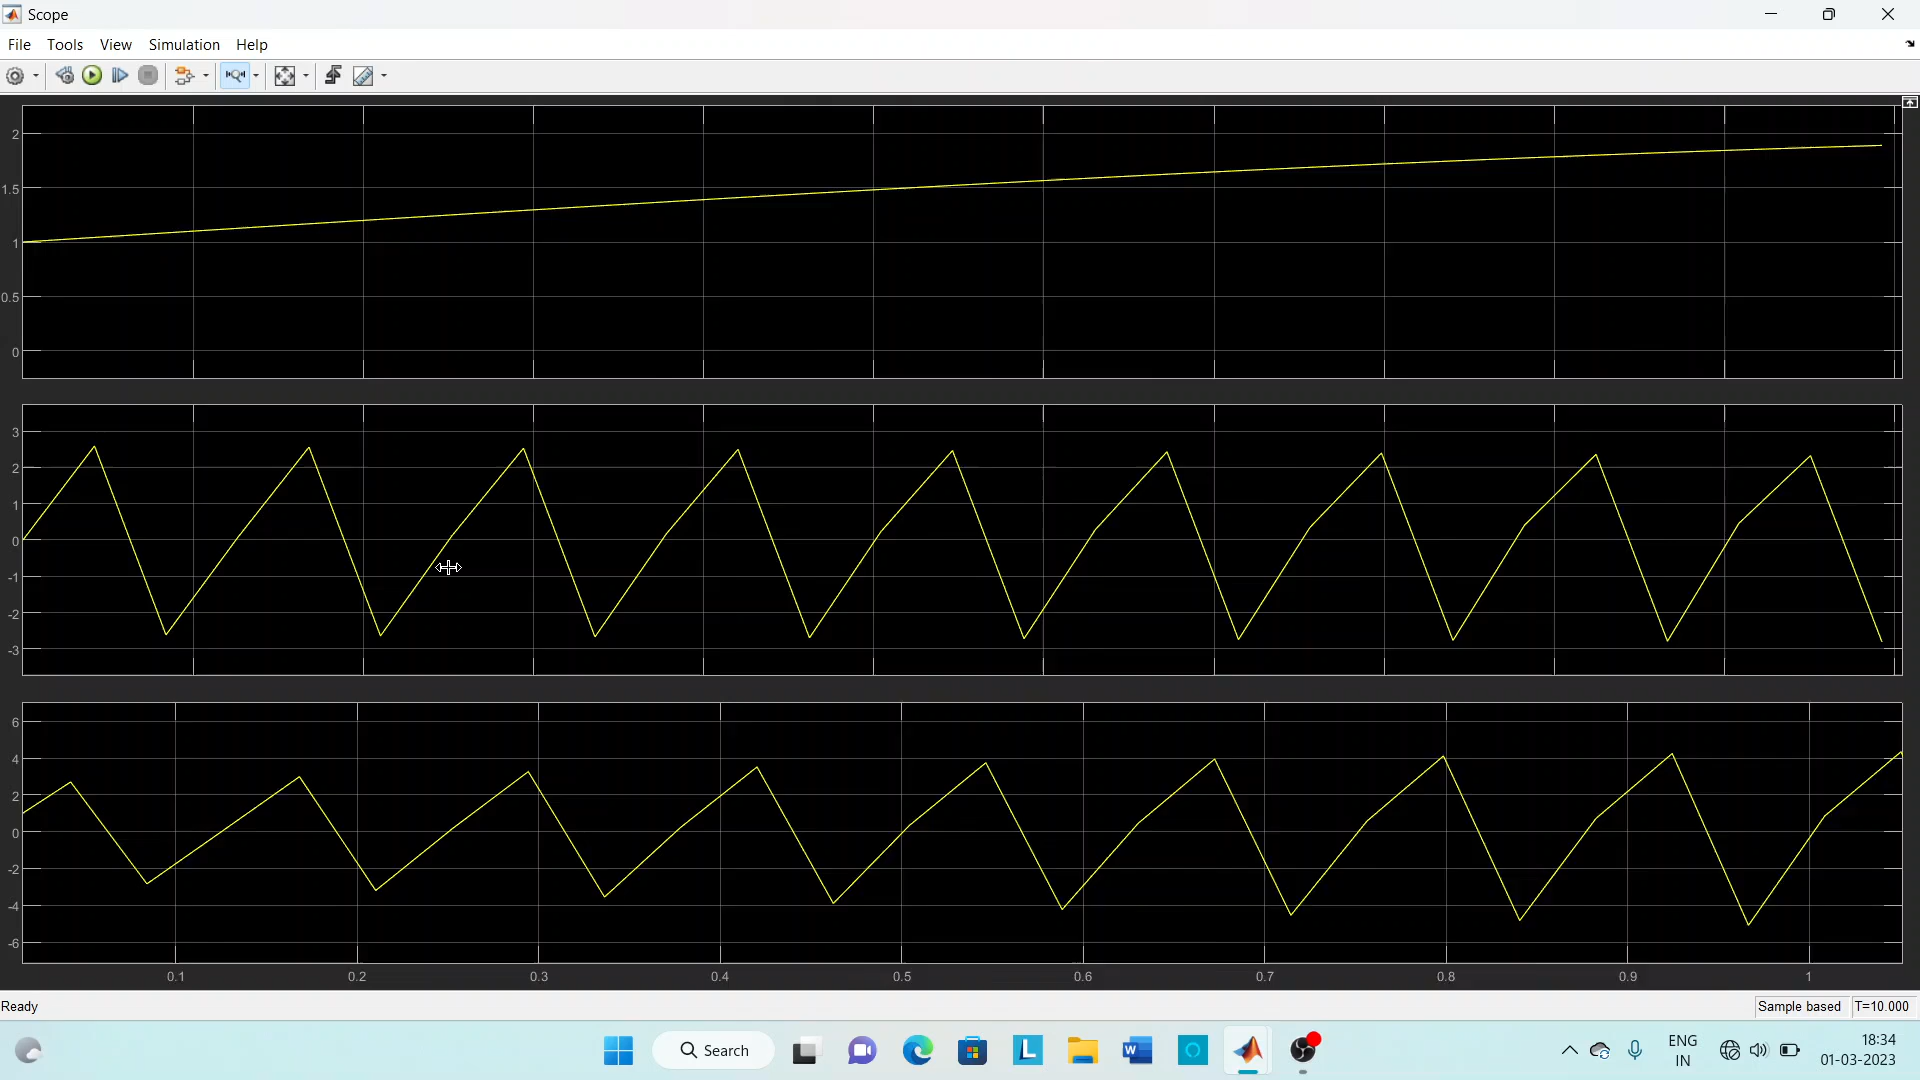 Scope
File Tools View Simulation Help
2
1.5
1
0.5
0
3
2
1
0
-1
-2
-3
6
4
2
0
-2
-4
-6
0.1 0.2 0.3 0.4 0.5 0.6 0.7 0.8 0.9 1
Ready
Sample based T=10.000
Search
ENG
IN
18:34
01-03-2023